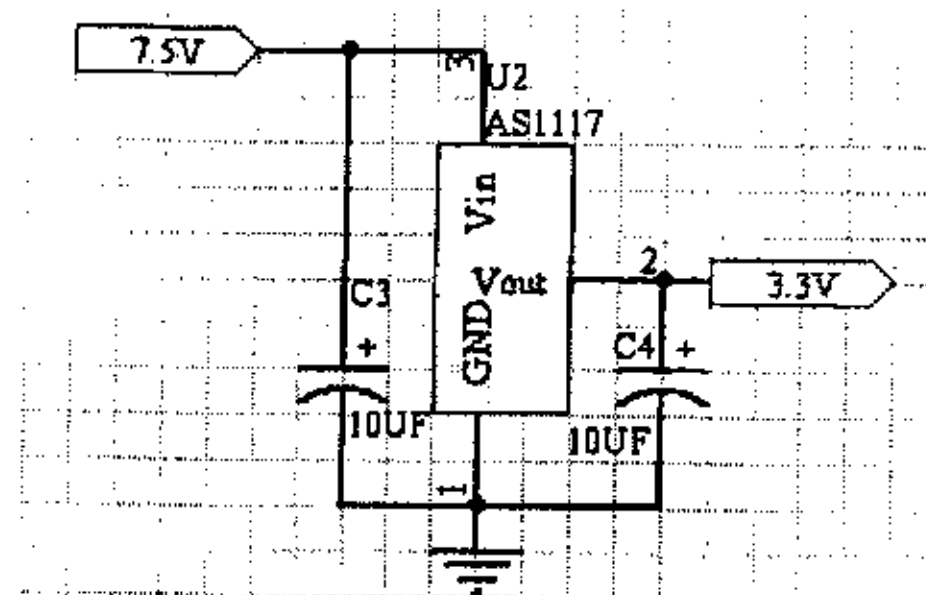 7.5V
3
U2
AS1117
Vin
2
Vout
3.3V
C3
+
GND
C4 +
10UF
10UF
1